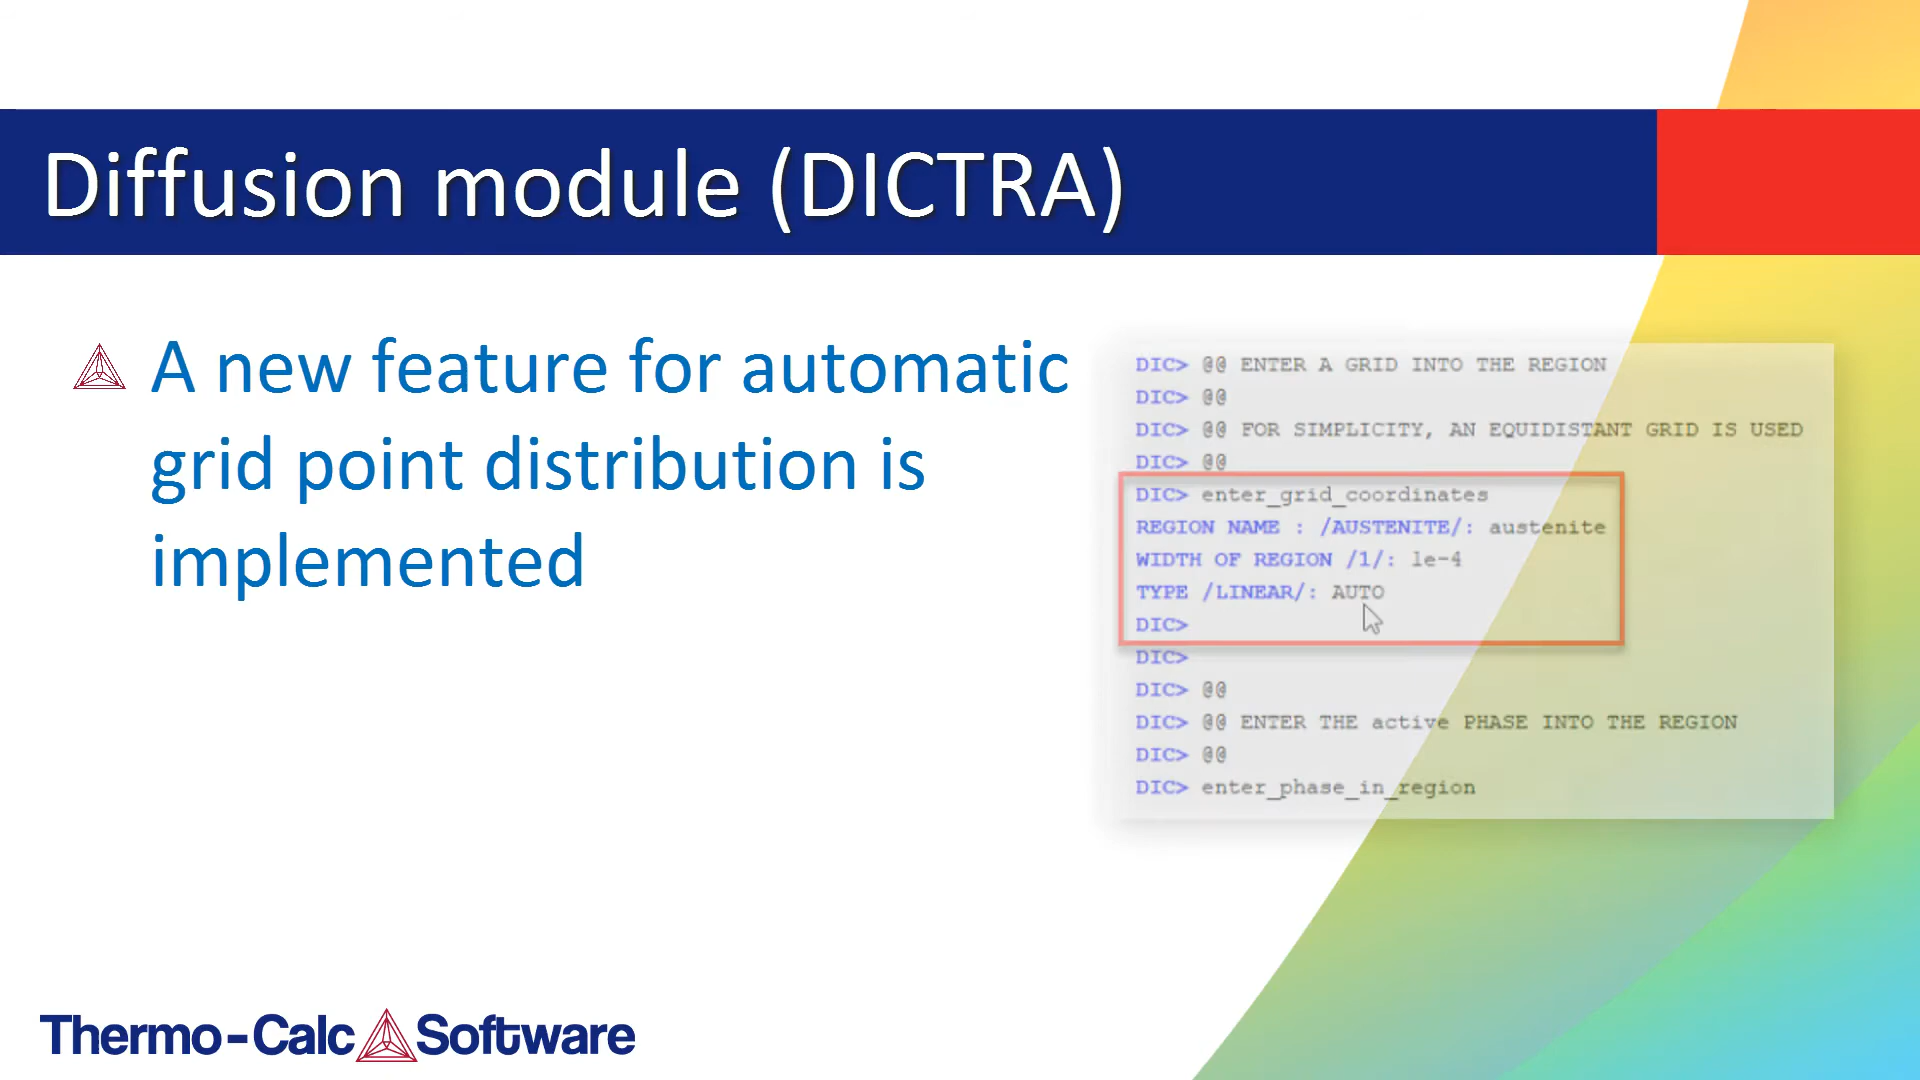 Diffusion module (DICTRA)
A new feature for automatic
grid point distribution is
implemented
DIC> @@ ENTER A GRID INTO THE REGION
DIC> @@
DIC> @@ FOR SIMPLICITY, AN EQUIDISTANT GRID IS USED
DIC> @@
DIC> enter_grid_coordinates
REGION NAME : /AUSTENITE/: austenite
WIDTH OF REGION /1/: 1e-4
TYPE /LINEAR/: AUTO
DIC>
DIC>
DIC> @@
DIC> @@ ENTER THE active PHASE INTO THE REGION
DIC> @@
DIC> enter_phase_in_region
Thermo-Calc Software